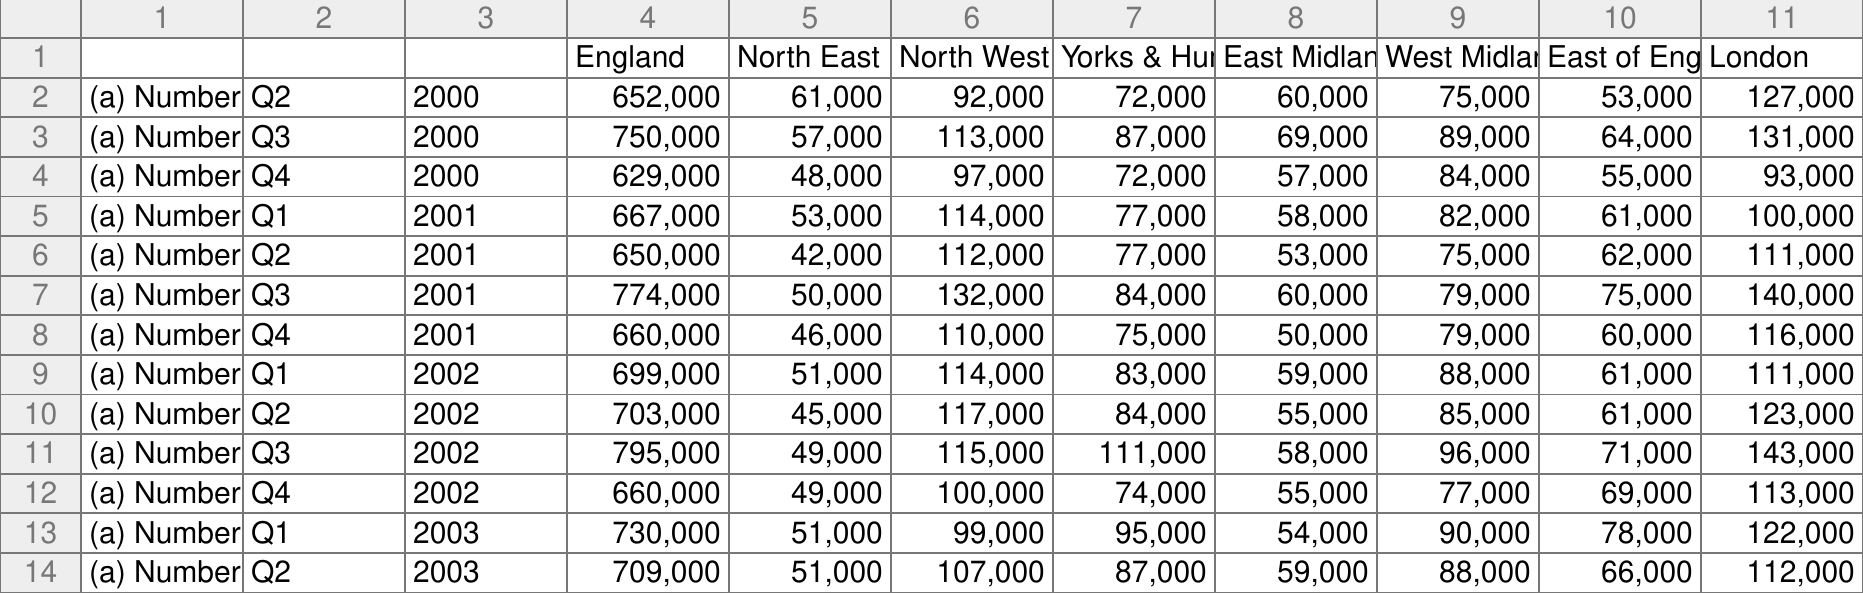 1 2 3 4 5 6 7 8 9 10 11
1 England North East North West Yorks & Hur East Midlan West Midlar East of Eng London
2 (a) Number Q2 2000 652,000 61,000 92,000 72,000 60,000 75,000 53,000 127,000
3 (a) Number Q3 2000 750,000 57,000 113,000 87,000 69,000 89,000 64,000 131,000
4 (a) Number Q4 2000 629,000 48,000 97,000 72,000 57,000 84,000 55,000 93,000
5 (a) Number Q1 2001 667,000 53,000 114,000 77,000 58,000 82,000 61,000 100,000
6 (a) Number Q2 2001 650,000 42,000 112,000 77,000 53,000 75,000 62,000 111,000
7 (a) Number Q3 2001 774,000 50,000 132,000 84,000 60,000 79,000 75,000 140,000
8 (a) Number Q4 2001 660,000 46,000 110,000 75,000 50,000 79,000 60,000 116,000
9 (a) Number Q1 2002 699,000 51,000 114,000 83,000 59,000 88,000 61,000 111,000
10 (a) Number Q2 2002 703,000 45,000 117,000 84,000 55,000 85,000 61,000 123,000
11 (a) Number Q3 2002 795,000 49,000 115,000 111,000 58,000 96,000 71,000 143,000
12 (a) Number Q4 2002 660,000 49,000 100,000 74,000 55,000 77,000 69,000 113,000
13 (a) Number Q1 2003 730,000 51,000 99,000 95,000 54,000 90,000 78,000 122,000
14 (a) Number Q2 2003 709,000 51,000 107,000 87,000 59,000 88,000 66,000 112,000